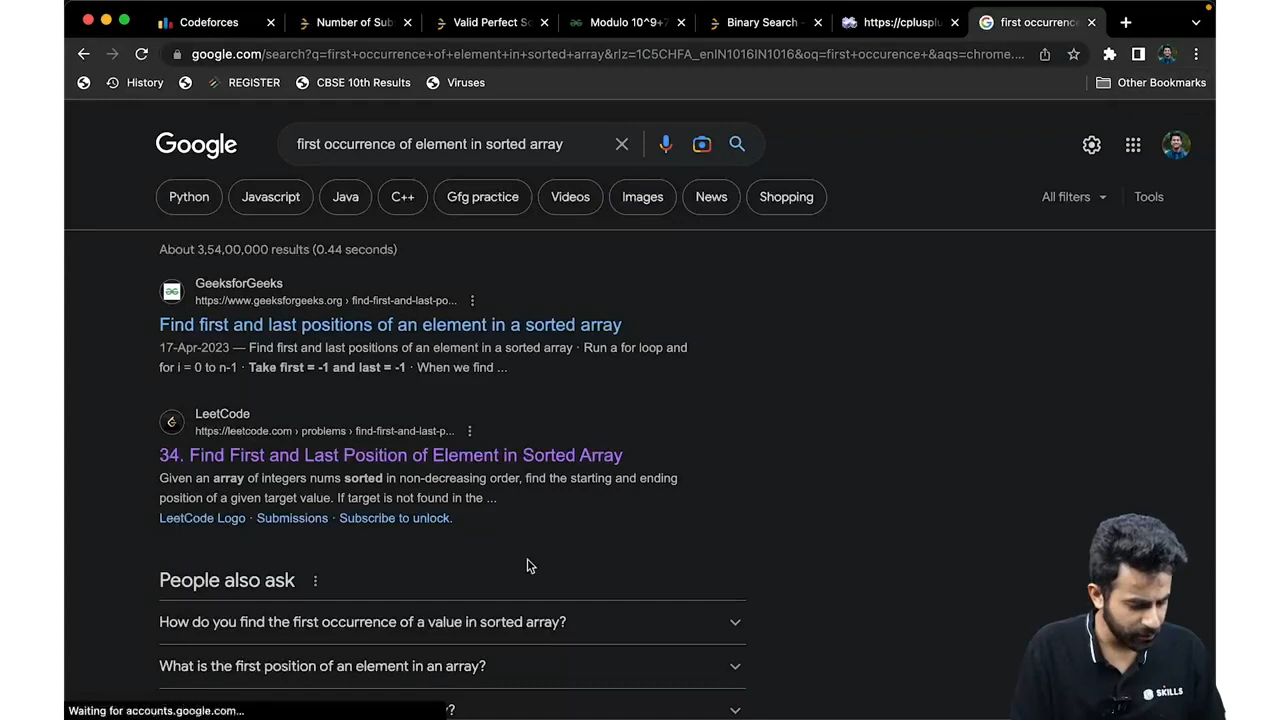 Codeforces
Number of Sub
Valid Perfect S
Modulo 10^9+7
Binary Search -
https://cplusplu
first occurrence
google.com/search?q=first+occurrence+of+element+in+sorted+array&rlz=1C5CHFA_enIN1016IN1016&oq=first+occurence+&aqs=chrome....
History
REGISTER
CBSE 10th Results
Viruses
Other Bookmarks
Google
first occurrence of element in sorted array
Python
Javascript
Java
C++
Gfg practice
Videos
Images
News
Shopping
All filters
Tools
About 3,54,00,000 results (0.44 seconds)
GeeksforGeeks
https://www.geeksforgeeks.org › find-first-and-last-po...
Find first and last positions of an element in a sorted array
17-Apr-2023 — Find first and last positions of an element in a sorted array · Run a for loop and
for i = 0 to n-1 · Take first = -1 and last = -1 · When we find ...
LeetCode
https://leetcode.com › problems › find-first-and-last-p...
34. Find First and Last Position of Element in Sorted Array
Given an array of integers nums sorted in non-decreasing order, find the starting and ending
position of a given target value. If target is not found in the ...
LeetCode Logo · Submissions · Subscribe to unlock.
People also ask
How do you find the first occurrence of a value in sorted array?
What is the first position of an element in an array?
Waiting for accounts.google.com...
SKILLS